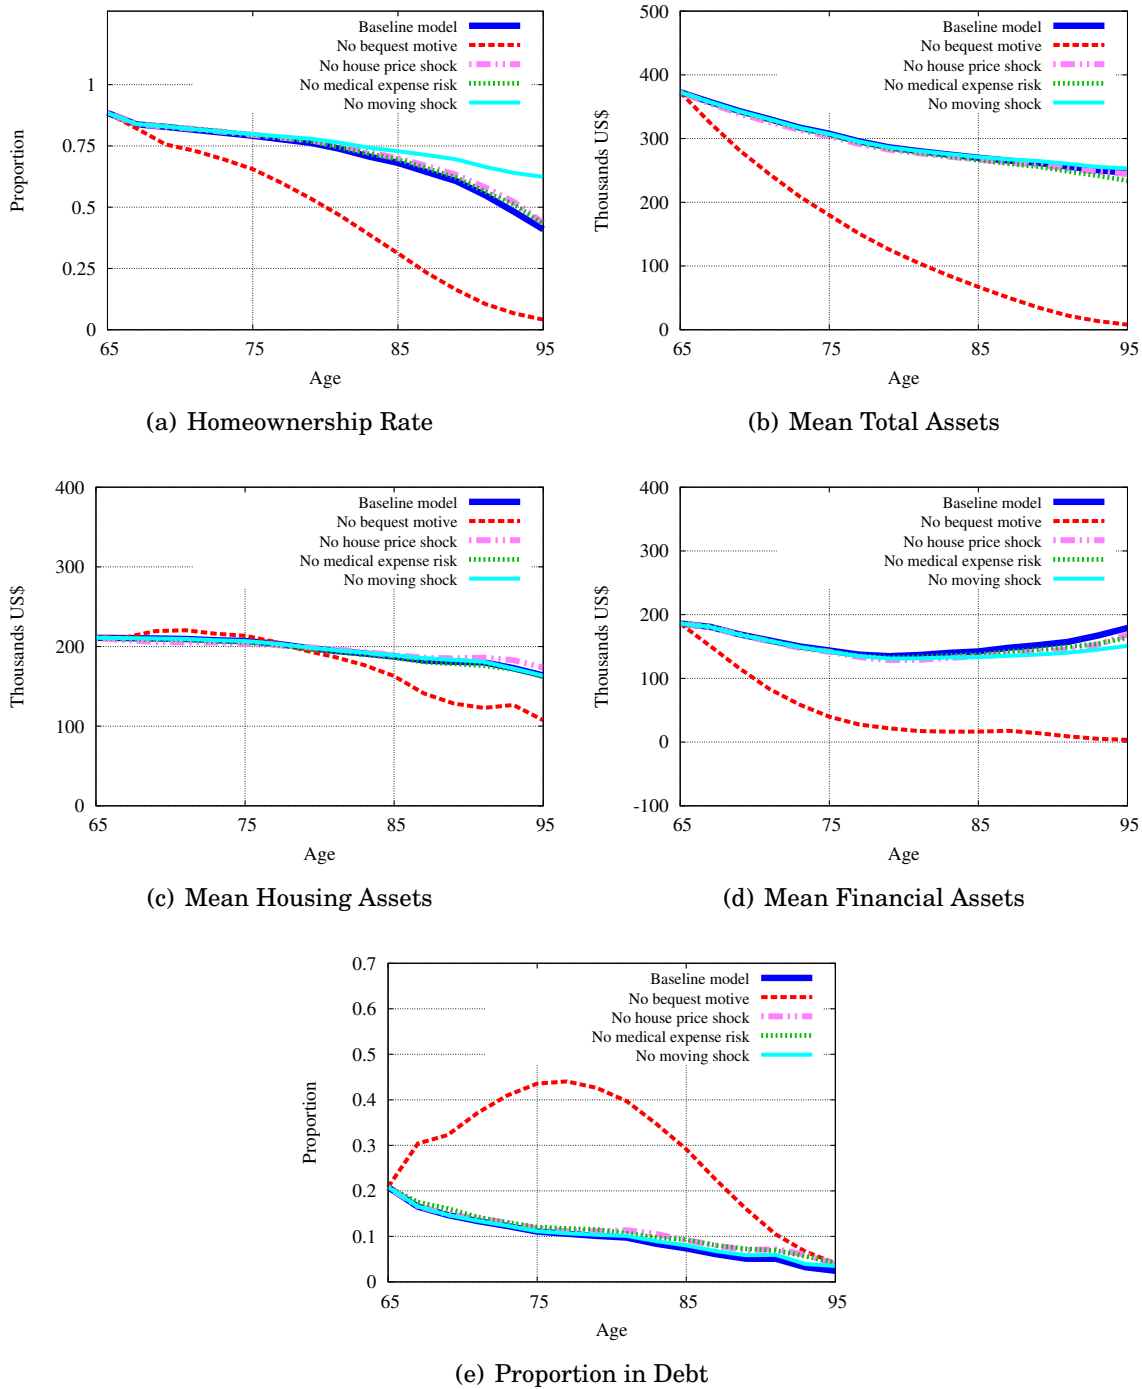 Baseline model
No bequest motive
No house price shock
No medical expense risk
No moving shock
1
0.75
0.5
0.25
0
Proportion
65 75 85 95
Age
(a) Homeownership Rate
Baseline model
No bequest motive
No house price shock
No medical expense risk
No moving shock
500
400
300
200
100
0
Thousands US$
65 75 85 95
Age
(b) Mean Total Assets
Baseline model
No bequest motive
No house price shock
No medical expense risk
No moving shock
400
300
200
100
0
Thousands US$
65 75 85 95
Age
(c) Mean Housing Assets
Baseline model
No bequest motive
No house price shock
No medical expense risk
No moving shock
400
300
200
100
0
-100
Thousands US$
65 75 85 95
Age
(d) Mean Financial Assets
Baseline model
No bequest motive
No house price shock
No medical expense risk
No moving shock
0.7
0.6
0.5
0.4
0.3
0.2
0.1
0
Proportion
65 75 85 95
Age
(e) Proportion in Debt